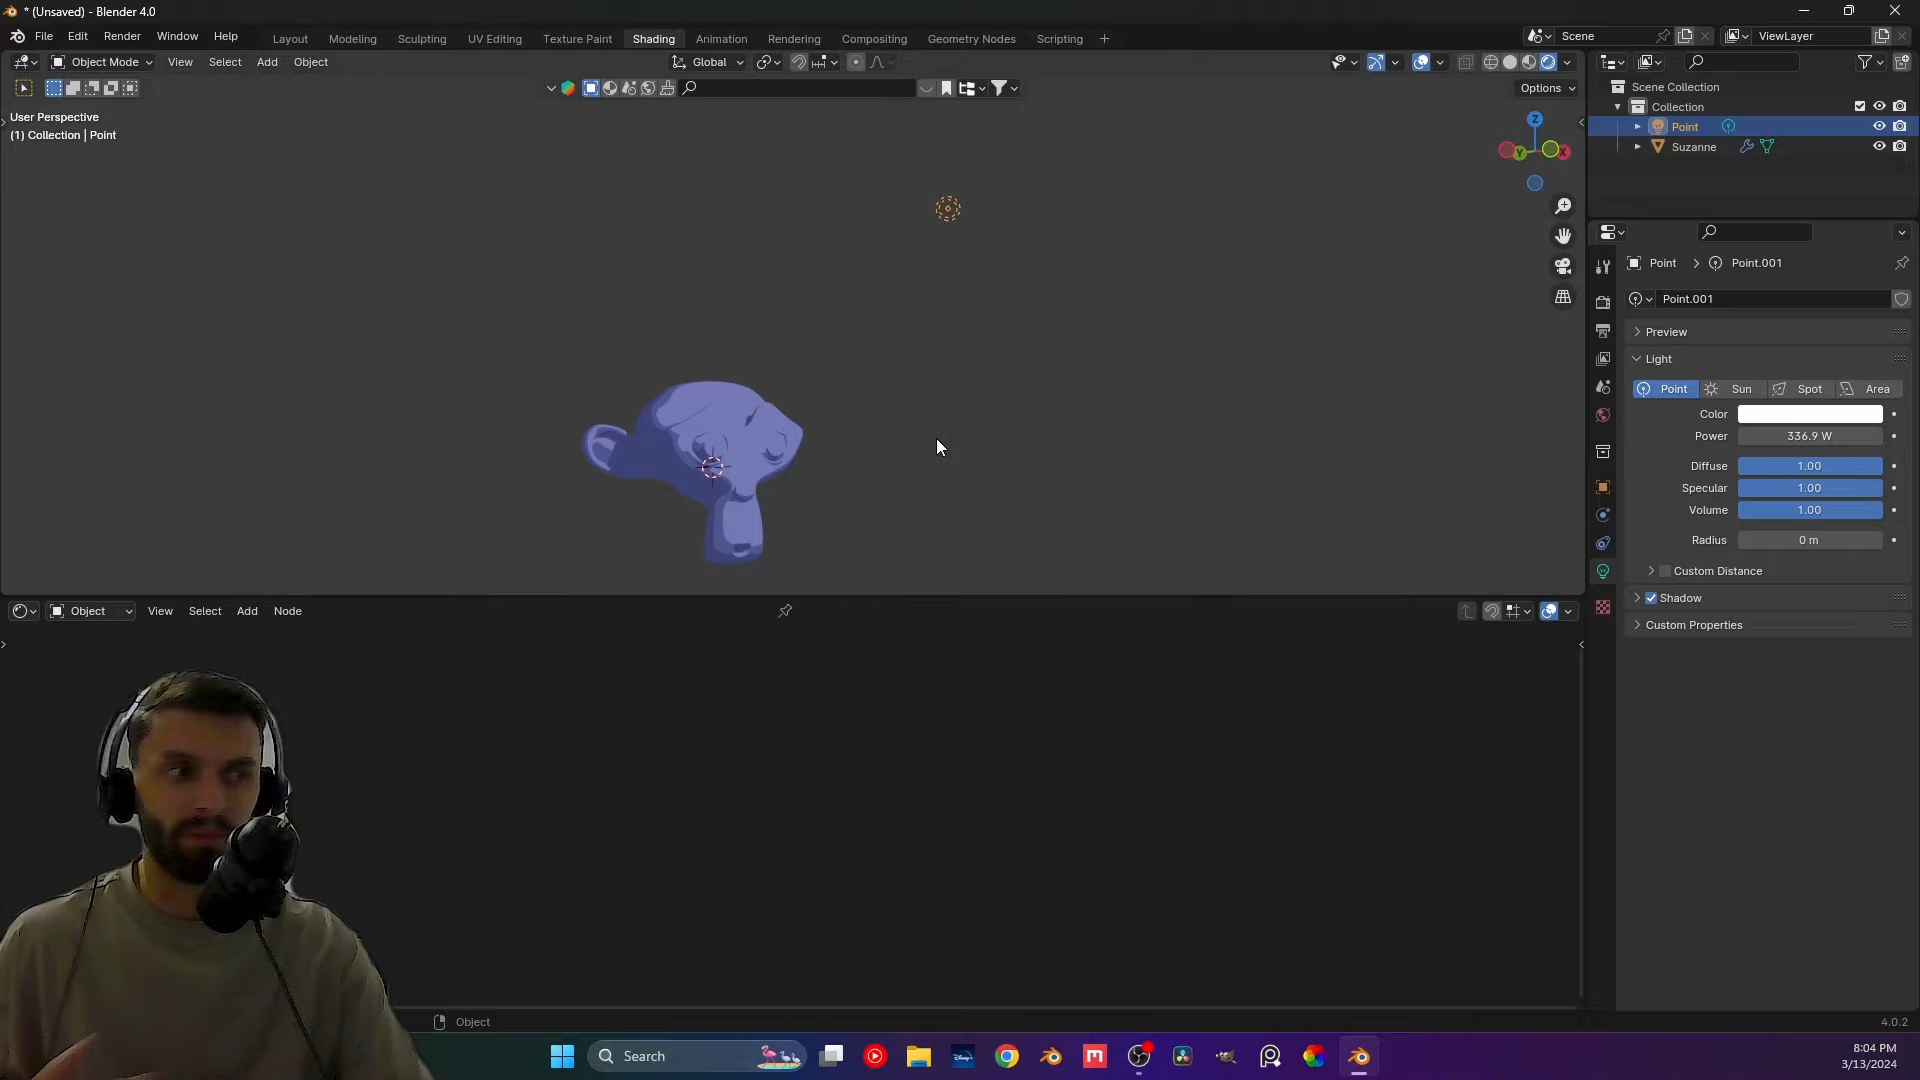 * (Unsaved) - Blender 4.0
File Edit Render Window Help
Layout Modeling Sculpting UV Editing Texture Paint Shading Animation Rendering Compositing Geometry Nodes Scripting +
Scene
ViewLayer
Object Mode View Select Add Object
Global
Options
User Perspective
(1) Collection | Point
Z
Y
X
Scene Collection
Collection
Point
Suzanne
Point > Point.001
Point.001
Preview
Light
Point Sun Spot Area
Color
Power 336.9 W
Diffuse 1.00
Specular 1.00
Volume 1.00
Radius 0 m
Custom Distance
Shadow
Custom Properties
Object View Select Add Node
Object
4.0.2
Search
Disney+
M
8:04 PM
3/13/2024